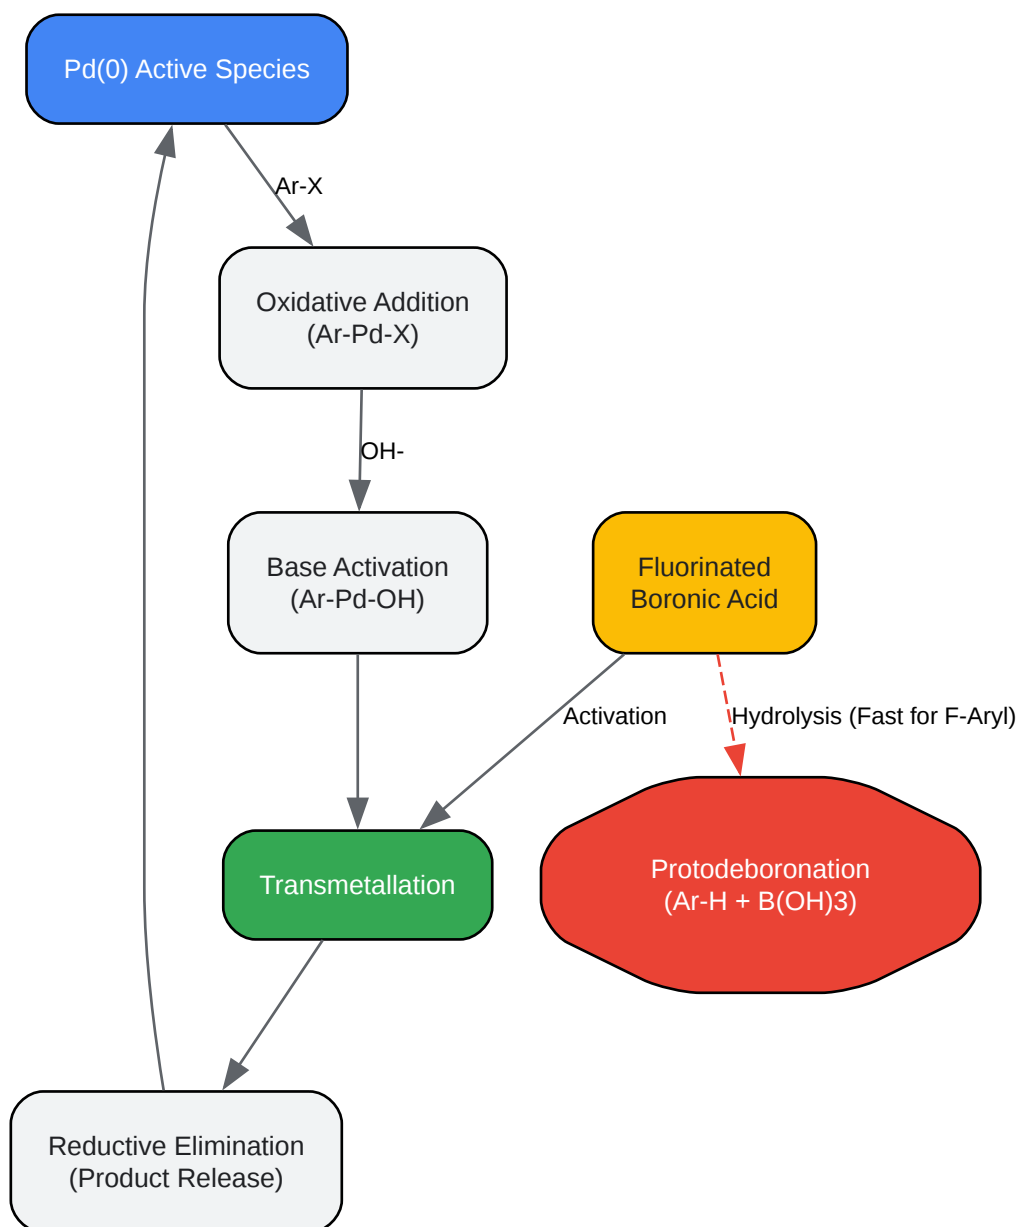 Pd(0) Active Species
Ar-X
Oxidative Addition
(Ar-Pd-X)
OH-
Base Activation
(Ar-Pd-OH)
Fluorinated
Boronic Acid
Activation
Hydrolysis (Fast for F-Aryl)
Transmetallation
Protodeboronation
(Ar-H + B(OH)3)
Reductive Elimination
(Product Release)